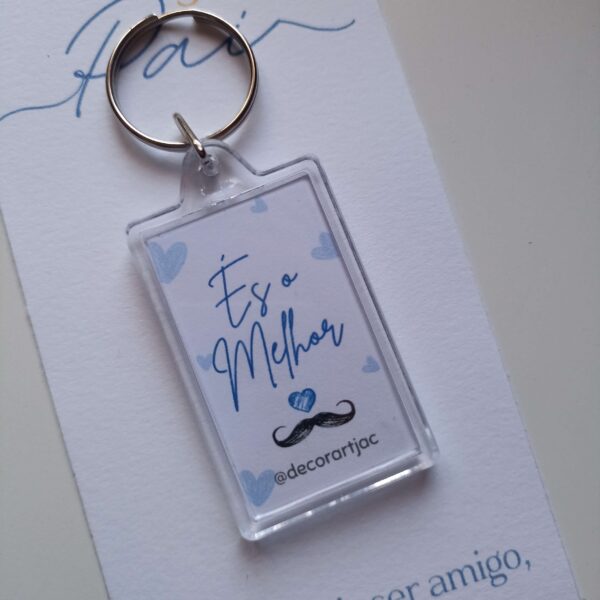 Pai
És o
Melhor
@decorartjac
ser amigo,